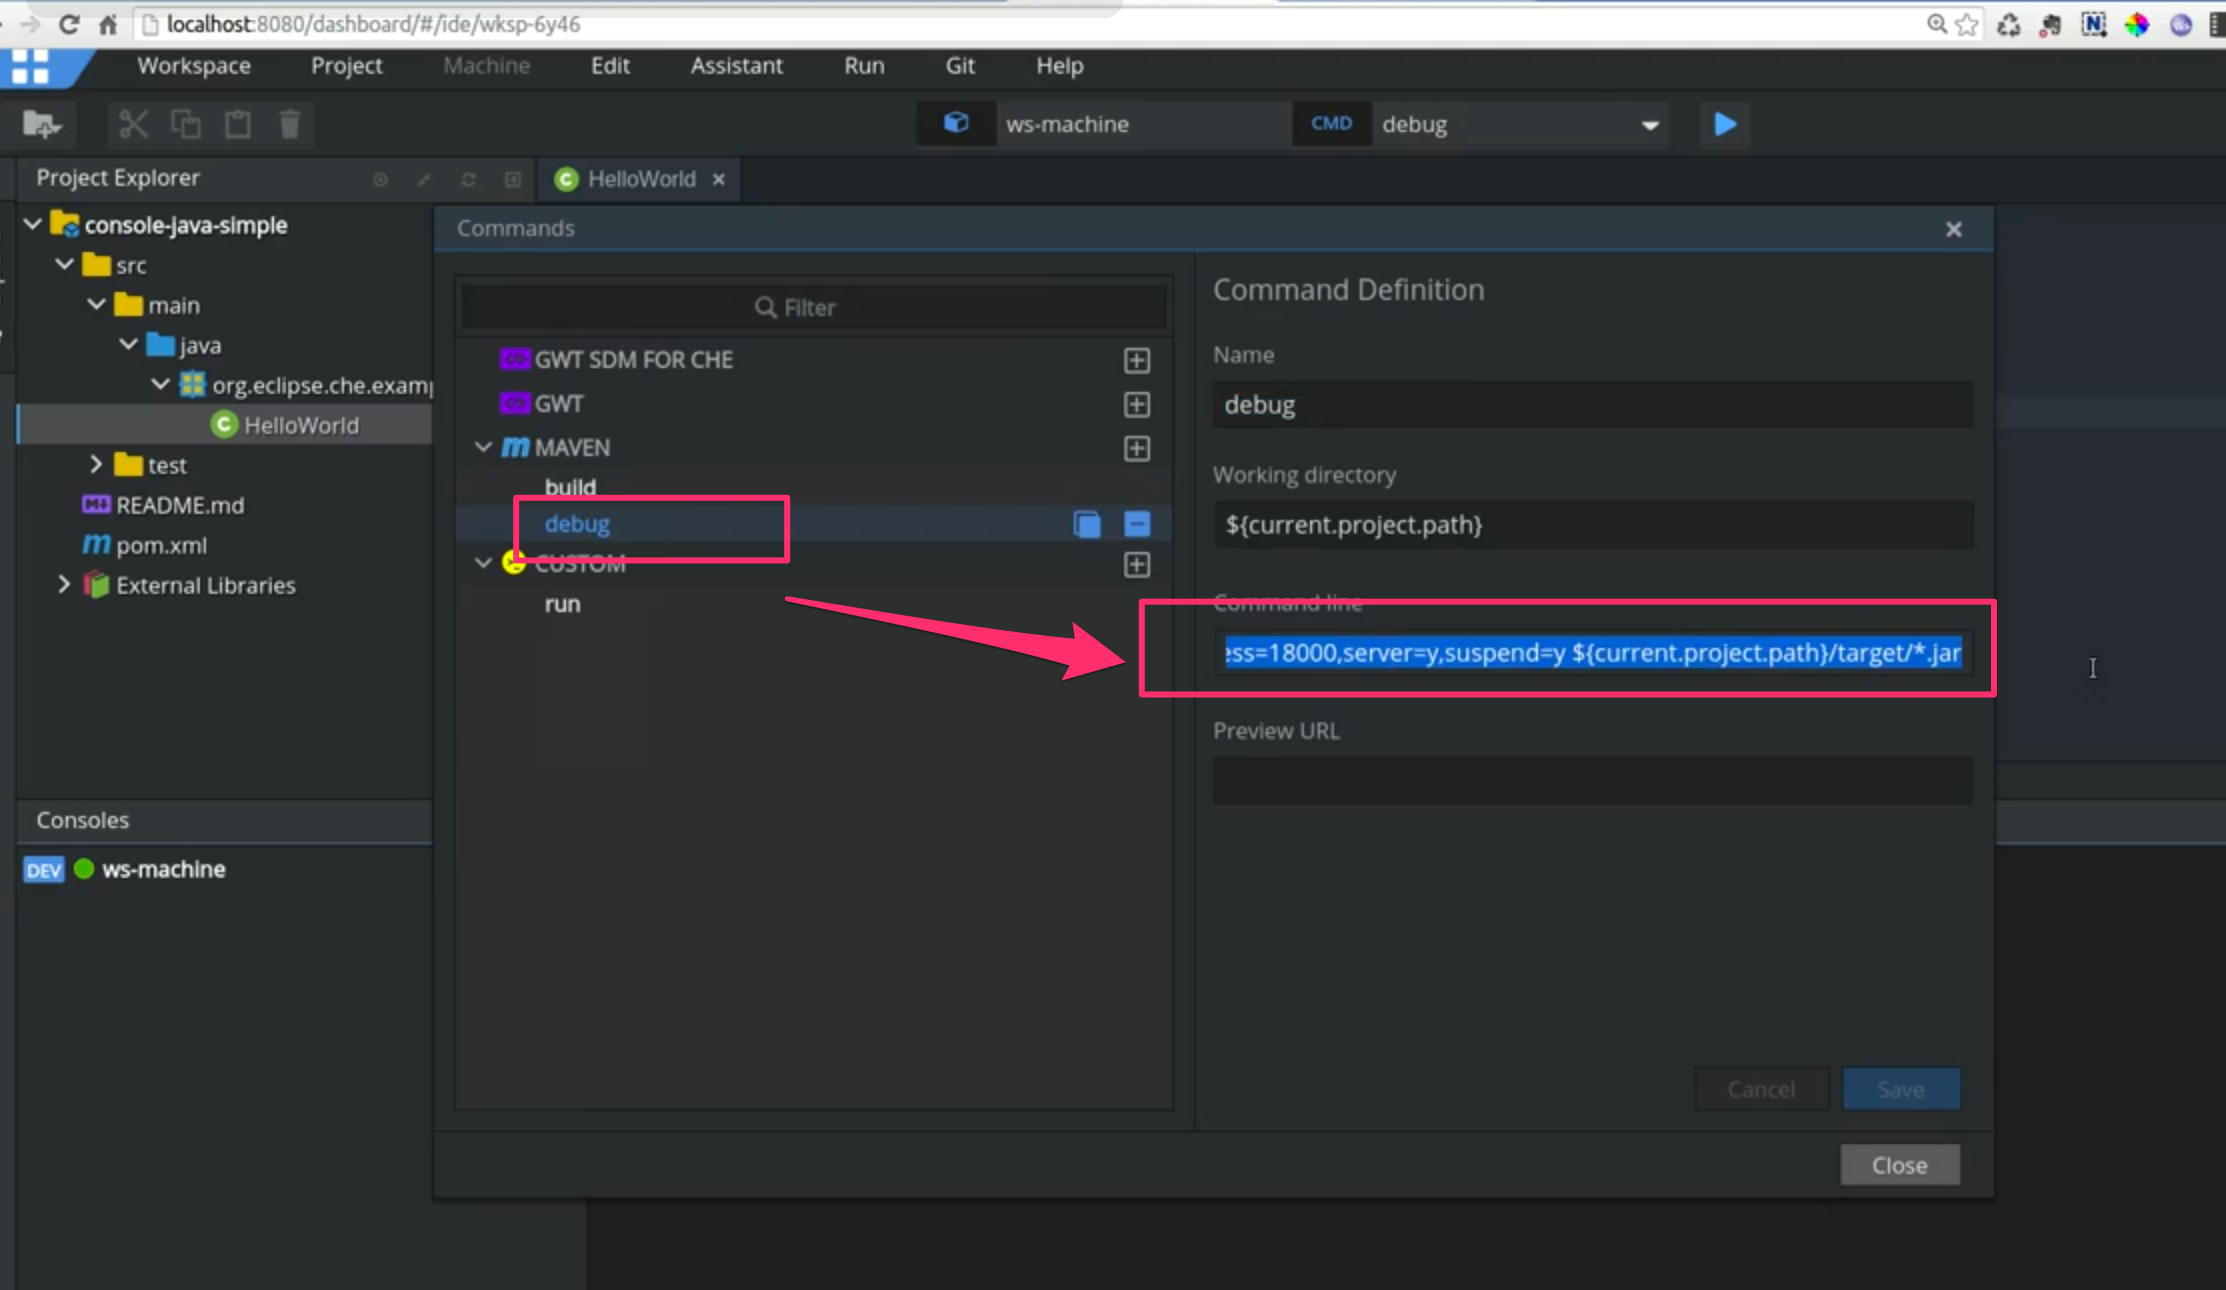 localhost:8080/dashboard/#/ide/wksp-6y46
Workspace Project Machine Edit Assistant Run Git Help
ws-machine CMD debug
Project Explorer
HelloWorld ×
console-java-simple
src
main
java
org.eclipse.che.examp
HelloWorld
test
README.md
pom.xml
External Libraries
Consoles
DEV ws-machine
Commands
Filter
GWT SDM FOR CHE
GWT
MAVEN
build
debug
CUSTOM
run
Command Definition
Name
debug
Working directory
${current.project.path}
Command line
ess=18000,server=y,suspend=y ${current.project.path}/target/*.jar
Preview URL
Cancel Save
Close